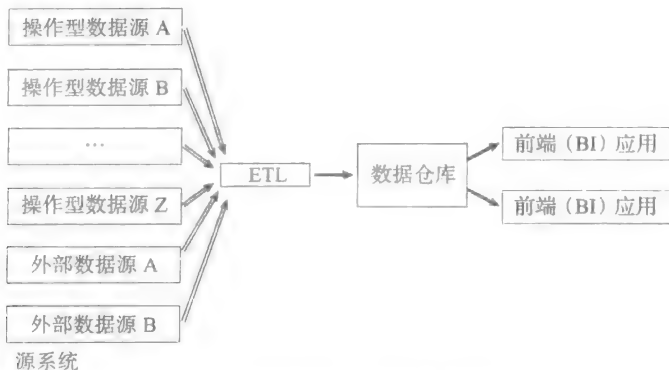 操作型数据源 A
操作型数据源 B
…
操作型数据源 Z
外部数据源 A
外部数据源 B
源系统
ETL
数据仓库
前端（BI）应用
前端（BI）应用